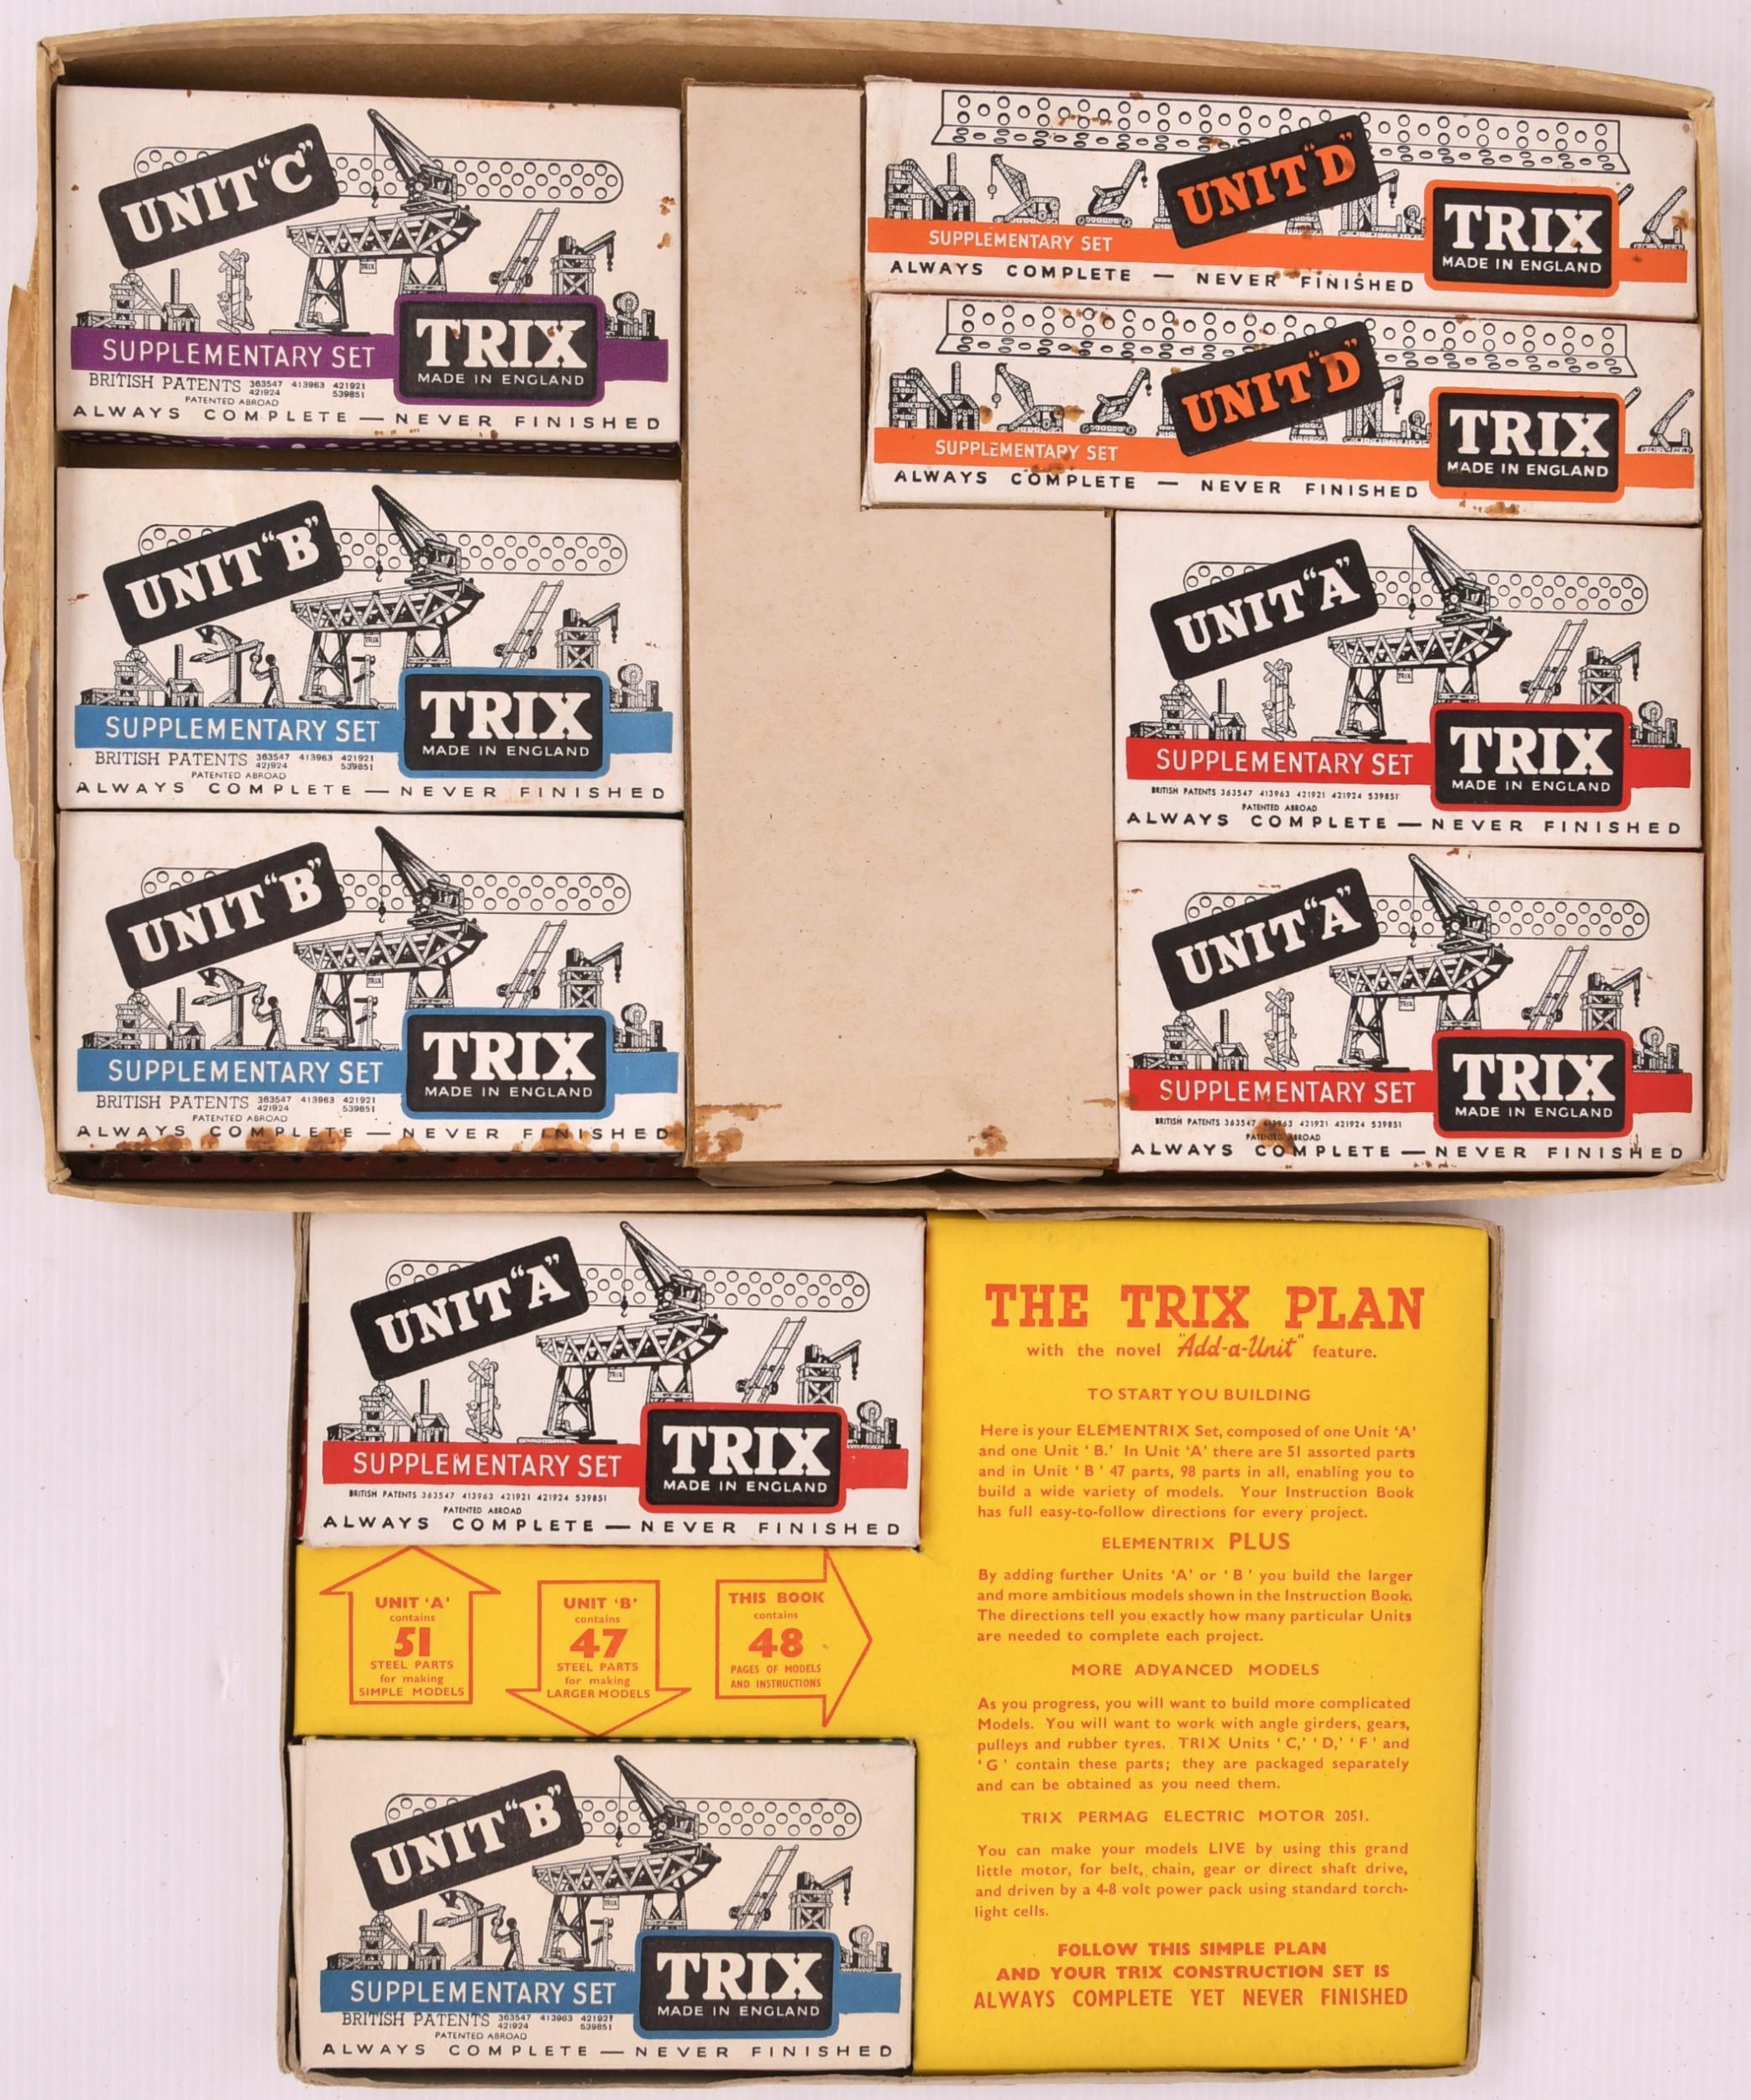 UNIT "C"
SUPPLEMENTARY SET
TRIX
MADE IN ENGLAND
BRITISH PATENTS 363547 413963 421921
421924 539851
PATENTED ABROAD
ALWAYS COMPLETE — NEVER FINISHED
UNIT "B"
TRIX
SUPPLEMENTARY SET
TRIX
MADE IN ENGLAND
BRITISH PATENTS 363547 413963 421921
421924 539851
PATENTED ABROAD
ALWAYS COMPLETE — NEVER FINISHED
UNIT "B"
TRIX
SUPPLEMENTARY SET
TRIX
MADE IN ENGLAND
BRITISH PATENTS 363547 413963 421921
421924 539851
PATENTED ABROAD
ALWAYS COMPLETE — NEVER FINISHED
UNIT "D"
SUPPLEMENTARY SET
TRIX
MADE IN ENGLAND
ALWAYS COMPLETE — NEVER FINISHED
UNIT "D"
SUPPLEMENTARY SET
TRIX
MADE IN ENGLAND
ALWAYS COMPLETE — NEVER FINISHED
UNIT "A"
TRIX
SUPPLEMENTARY SET
TRIX
MADE IN ENGLAND
BRITISH PATENTS 363547 413963 421921 421924 539851
PATENTED ABROAD
ALWAYS COMPLETE — NEVER FINISHED
UNIT "A"
TRIX
SUPPLEMENTARY SET
TRIX
MADE IN ENGLAND
BRITISH PATENTS 363547 413963 421921 421924 539851
PATENTED ABROAD
ALWAYS COMPLETE — NEVER FINISHED
UNIT "A"
TRIX
SUPPLEMENTARY SET
TRIX
MADE IN ENGLAND
BRITISH PATENTS 363547 413963 421921 421924 539851
PATENTED ABROAD
ALWAYS COMPLETE — NEVER FINISHED
UNIT 'A'
contains
51
STEEL PARTS
for making
SIMPLE MODELS
UNIT 'B'
contains
47
STEEL PARTS
for making
LARGER MODELS
THIS BOOK
contains
48
PAGES OF MODELS
AND INSTRUCTIONS
UNIT "B"
TRIX
SUPPLEMENTARY SET
TRIX
MADE IN ENGLAND
BRITISH PATENTS 363547 413963 421921
421924 539851
PATENTED ABROAD
ALWAYS COMPLETE — NEVER FINISHED
THE TRIX PLAN
with the novel "Add-a-Unit" feature.
TO START YOU BUILDING
Here is your ELEMENTRIX Set, composed of one Unit 'A'
and one Unit 'B.' In Unit 'A' there are 51 assorted parts
and in Unit 'B' 47 parts, 98 parts in all, enabling you to
build a wide variety of models. Your Instruction Book
has full easy-to-follow directions for every project.
ELEMENTRIX PLUS
By adding further Units 'A' or 'B' you build the larger
and more ambitious models shown in the Instruction Book.
The directions tell you exactly how many particular Units
are needed to complete each project.
MORE ADVANCED MODELS
As you progress, you will want to build more complicated
Models. You will want to work with angle girders, gears,
pulleys and rubber tyres. TRIX Units 'C,' 'D,' 'F' and
'G' contain these parts; they are packaged separately
and can be obtained as you need them.
TRIX PERMAG ELECTRIC MOTOR 2051.
You can make your models LIVE by using this grand
little motor, for belt, chain, gear or direct shaft drive,
and driven by a 4-8 volt power pack using standard torch-
light cells.
FOLLOW THIS SIMPLE PLAN
AND YOUR TRIX CONSTRUCTION SET IS
ALWAYS COMPLETE YET NEVER FINISHED